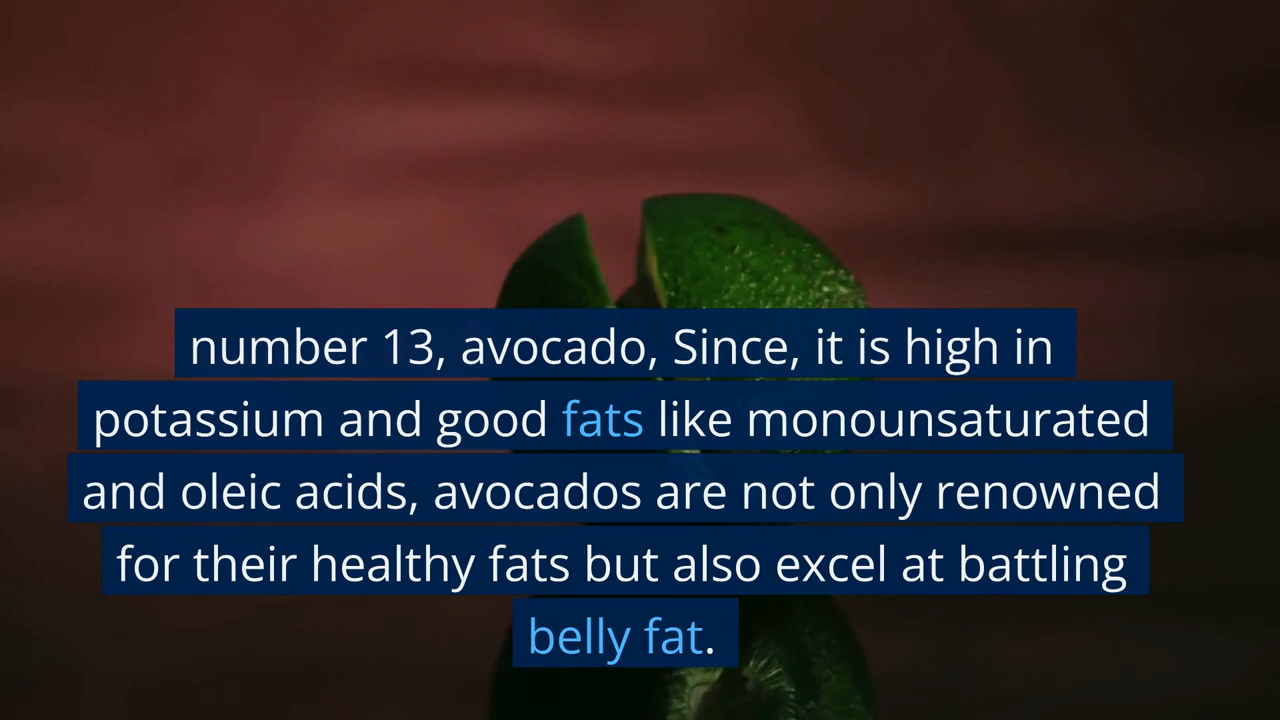 number 13, avocado, Since, it is high in
potassium and good fats like monounsaturated
and oleic acids, avocados are not only renowned
for their healthy fats but also excel at battling
belly fat.